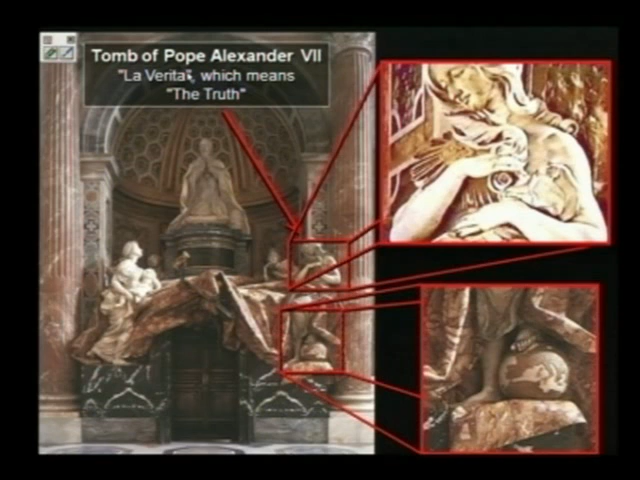 Tomb of Pope Alexander VII
"La Verita", which means
"The Truth"